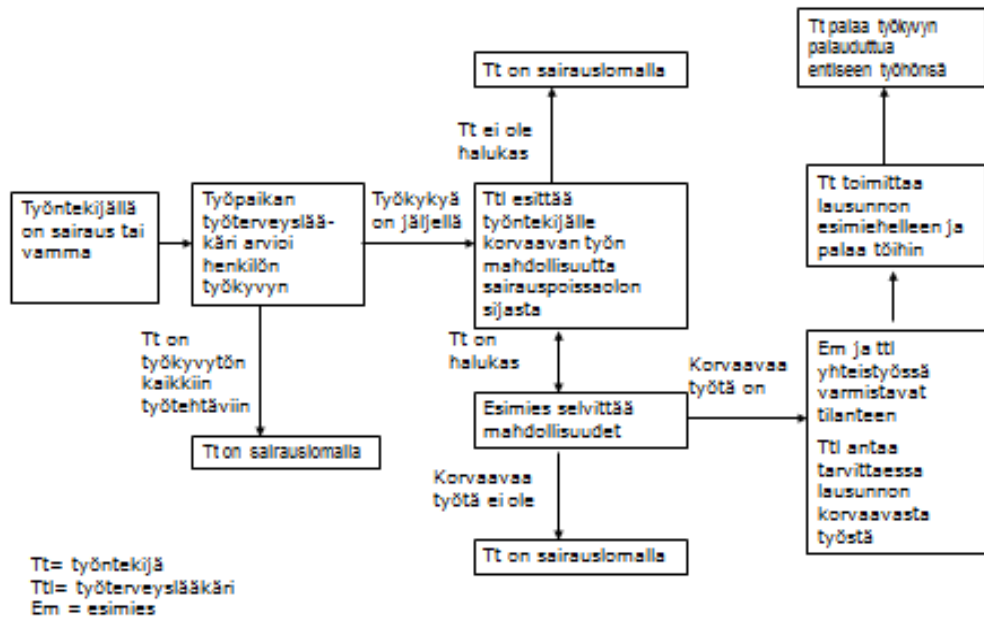 Työntekijällä
on sairaus tai
vamma
Työpaikan
työterveyslää-
käri arvioi
henkilön
työkyvyn
Työkykyä
on jäljellä
Tt on
työkyvytön
kaikkiin
työtehtäviin
Tt on sairauslomalla
Ttl esittää
työntekijälle
korvaavan työn
mahdollisuutta
sairauspoissaolon
sijasta
Tt ei ole
halukas
Tt on sairauslomalla
Tt on
halukas
Esimies selvittää
mahdollisuudet
Korvaavaa
työtä ei ole
Tt on sairauslomalla
Korvaavaa
työtä on
Em ja ttl
yhteistyössä
varmistavat
tilanteen
Ttl antaa
tarvittaessa
lausunnon
korvaavasta
työstä
Tt toimittaa
lausunnon
esimiehelleen ja
palaa töihin
Tt palaa työkyvyn
palauduttua
entiseen työhönsä
Tt= työntekijä
Ttl= työterveyslääkäri
Em = esimies